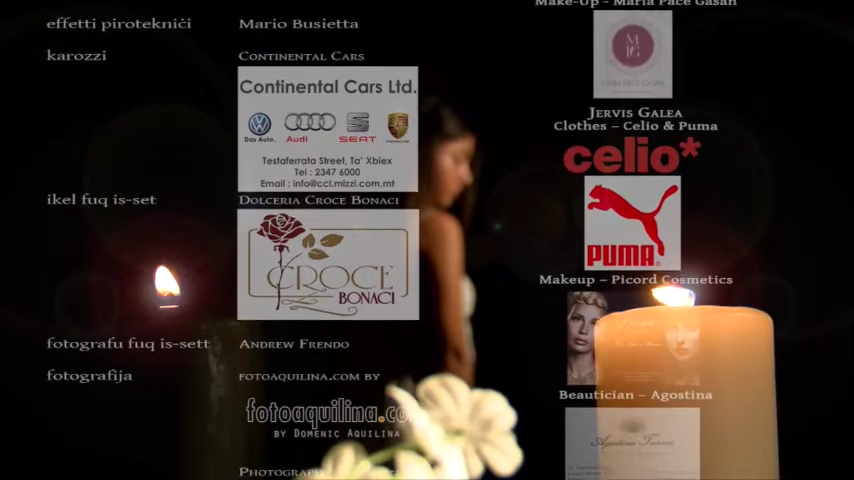 effetti pirotekniċi Mario Busietta
karozzi Continental Cars
Continental Cars Ltd.
Das Auto. Audi SEAT
Testaferrata Street, Ta' Xbiex
Tel : 2347 6000
Email : info@ccl.mizzi.com.mt
ikel fuq is-set Dolceria Croce Bonaci
CROCE
BONACI
fotografu fuq is-sett Andrew Frendo
fotografija fotoaquilina.com by
fotoaquilina.co
by Domenic Aquilina
Make-Up - Maria Pace Gasan
Jervis Galea
Clothes – Celio & Puma
celio*
PUMA
Makeup – Picord Cosmetics
Beautician – Agostina